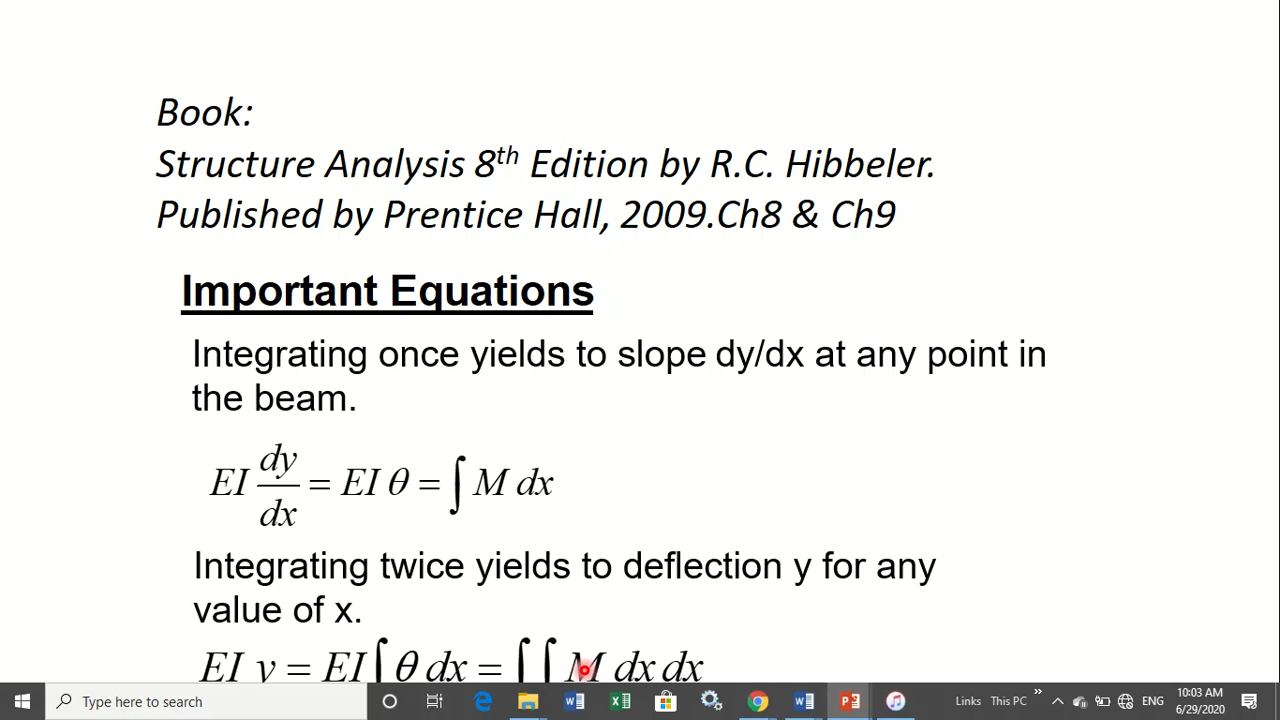 Book:
Structure Analysis 8th Edition by R.C. Hibbeler.
Published by Prentice Hall, 2009.Ch8 & Ch9
Important Equations
Integrating once yields to slope dy/dx at any point in
the beam.
EI dy/dx = EI θ = ∫ M dx
Integrating twice yields to deflection y for any
value of x.
EI y = EI ∫ θ dx = ∫ ∫ M dx dx
Type here to search
Links This PC » ENG
10:03 AM
6/29/2020